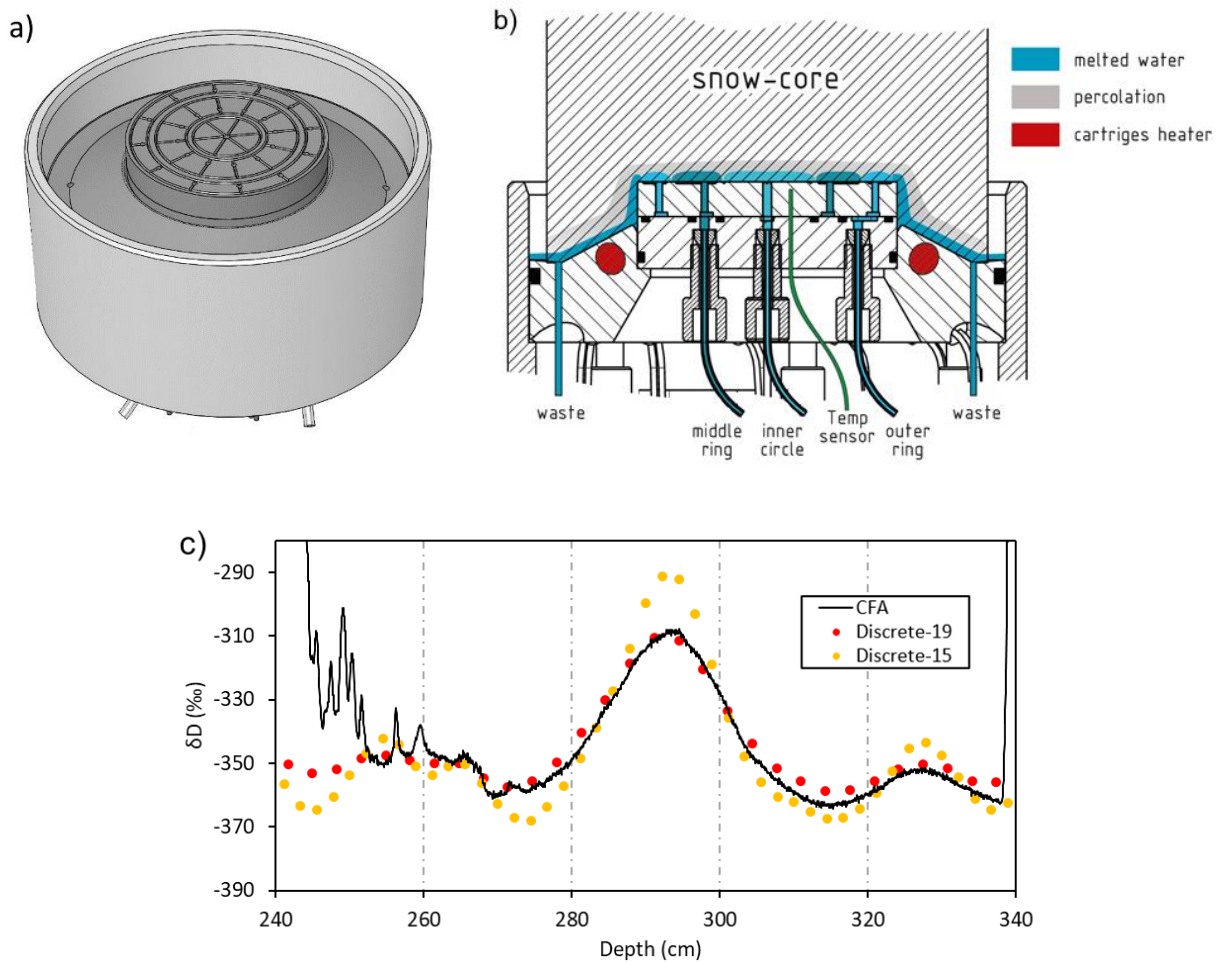 a)
b)
snow-core
melted water
percolation
cartriges heater
waste
middle
ring
inner
circle
Temp
sensor
outer
ring
waste
c)
-290
-310
-330
-350
-370
-390
δD (‰)
CFA
Discrete-19
Discrete-15
240
260
280
300
320
340
Depth (cm)